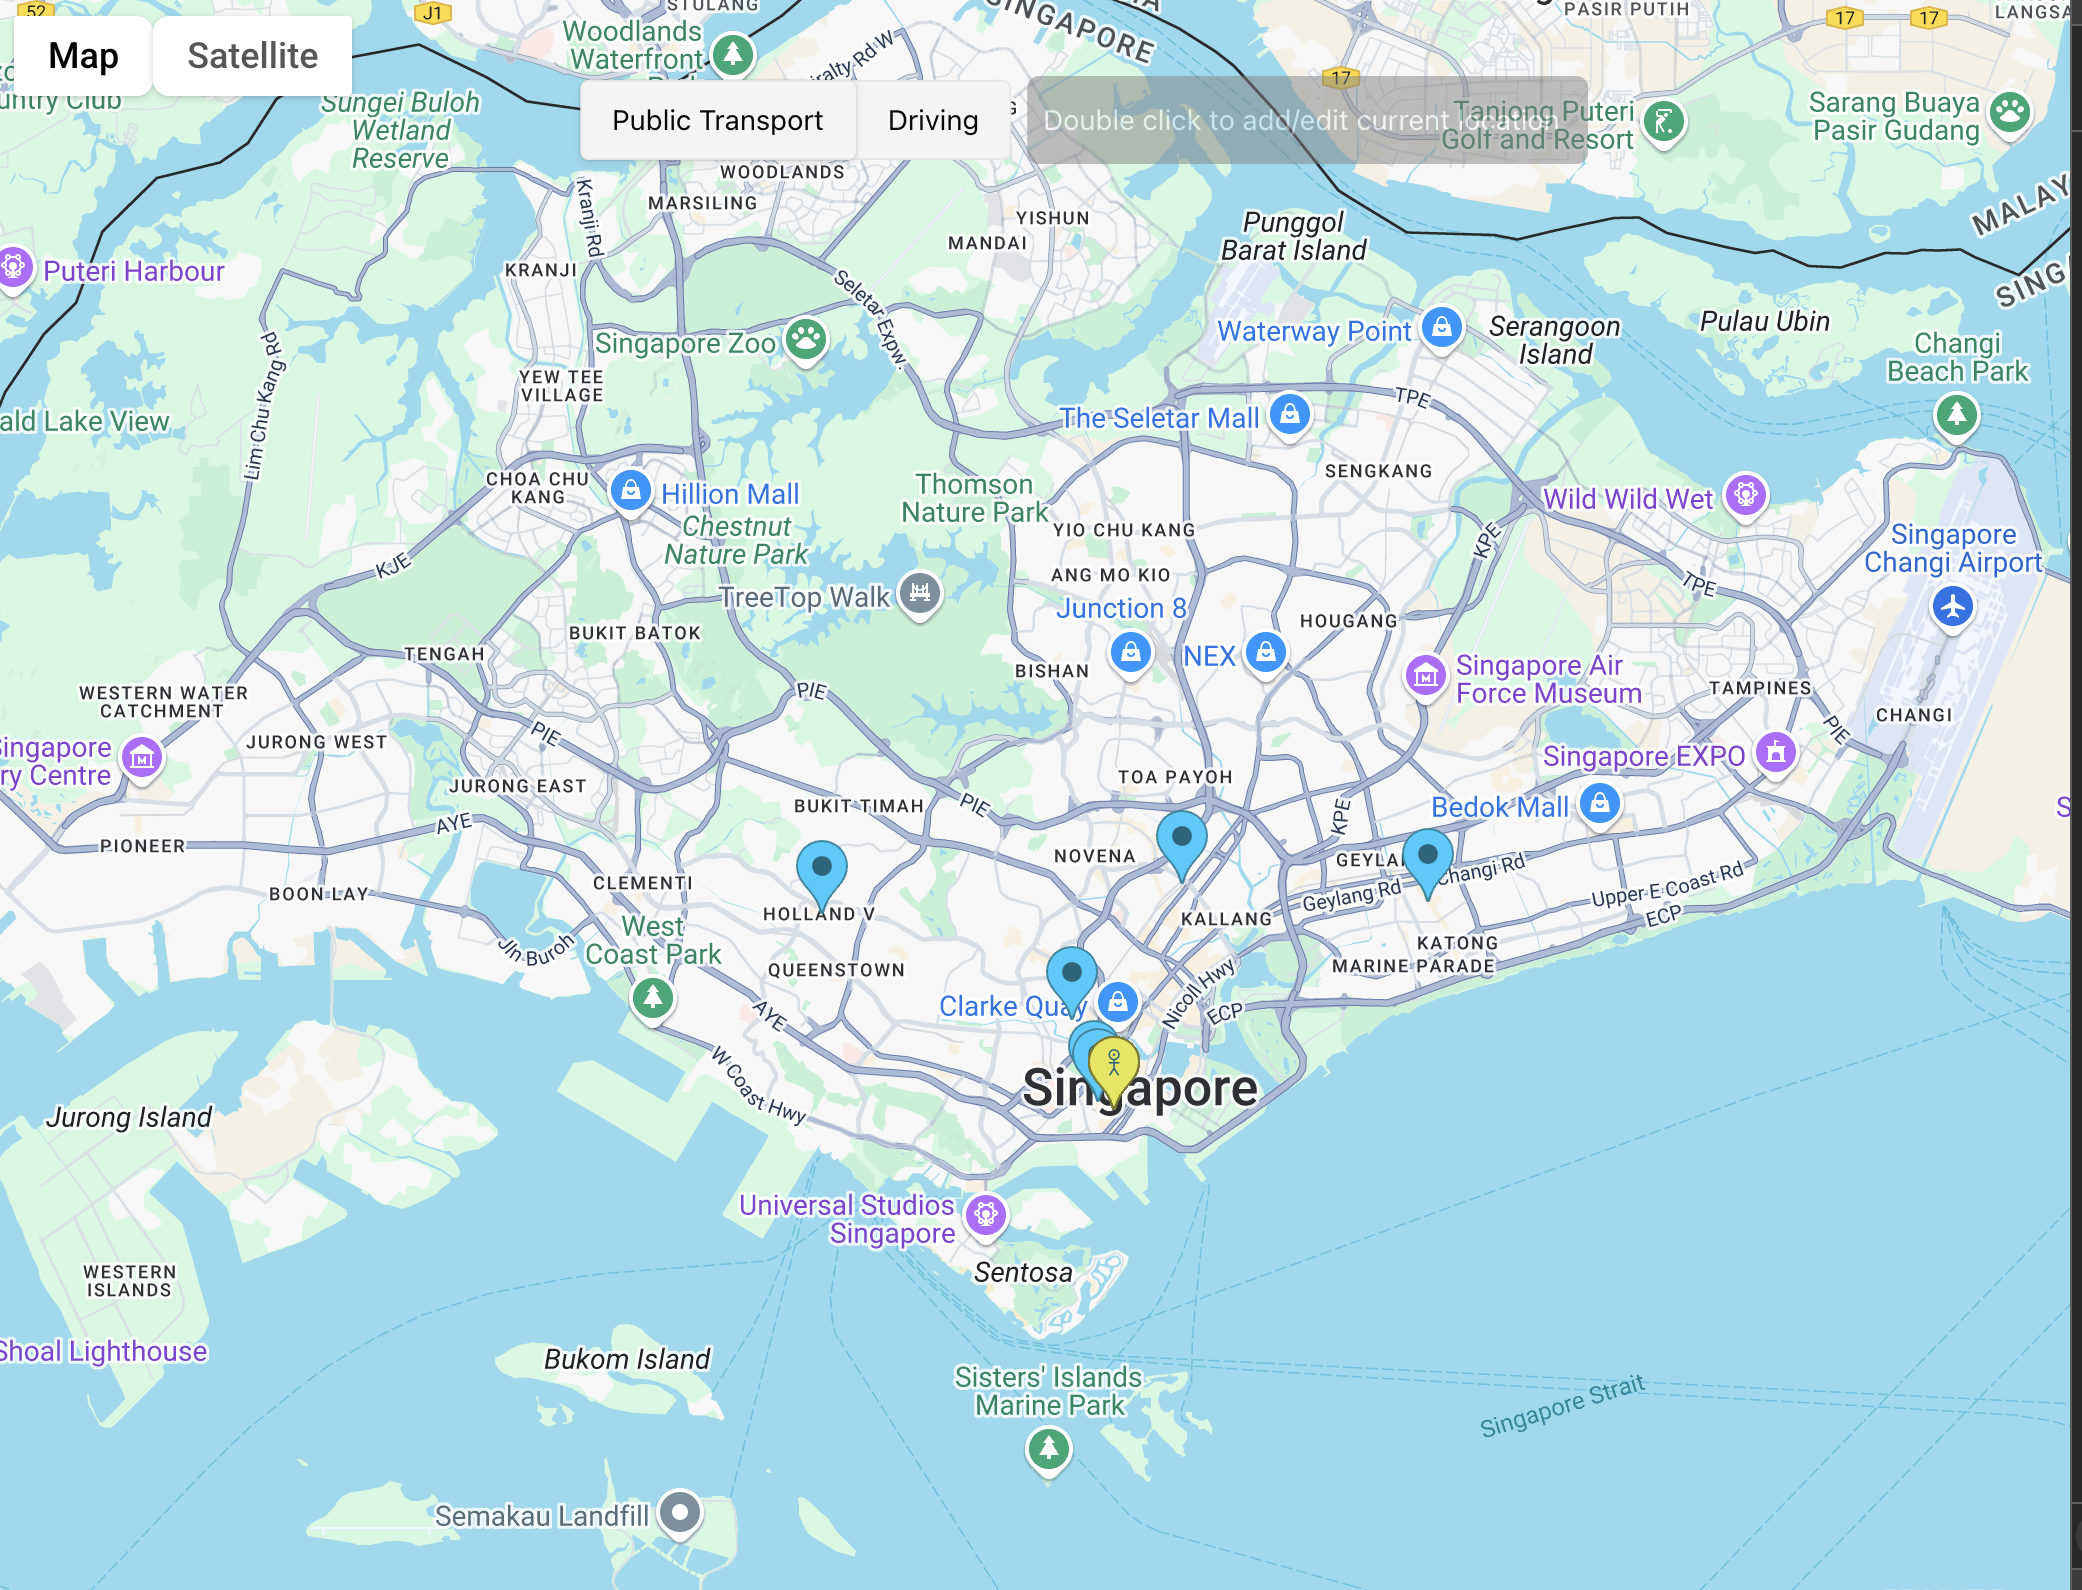 52
J1
STULANG
SINGAPORE
PASIR PUTIH
17
17
LANGSA
Map
Satellite
Woodlands
Waterfront
untry Club
Sungei Buloh
Wetland
Reserve
iralty Rd W
17
Public Transport
Driving
Double click to add/edit current location
Tanjong Puteri
Golf and Resort
Sarang Buaya
Pasir Gudang
WOODLANDS
MARSILING
Kranji Rd
YISHUN
MANDAI
Punggol
Barat Island
MALAY
SINGA
Puteri Harbour
KRANJI
Seletar Expw.
Singapore Zoo
Waterway Point
Serangoon
Island
Pulau Ubin
Changi
Beach Park
Lim Chu Kang Rd
YEW TEE
VILLAGE
TPE
ald Lake View
The Seletar Mall
SENGKANG
CHOA CHU
KANG
Hillion Mall
Chestnut
Nature Park
Thomson
Nature Park
YIO CHU KANG
Wild Wild Wet
KPE
Singapore
Changi Airport
KJE
ANG MO KIO
TreeTop Walk
Junction 8
TPE
BUKIT BATOK
HOUGANG
TENGAH
BISHAN
NEX
Singapore Air
Force Museum
WESTERN WATER
CATCHMENT
PIE
TAMPINES
PIE
CHANGI
JURONG WEST
PIE
Singapore
ry Centre
Singapore EXPO
JURONG EAST
TOA PAYOH
BUKIT TIMAH
PIE
KPE
Bedok Mall
S
AYE
PIONEER
NOVENA
GEYLA
Changi Rd
BOON LAY
CLEMENTI
HOLLAND V
Geylang Rd
Upper E Coast Rd
KALLANG
ECP
Jln Buroh
West
Coast Park
QUEENSTOWN
KATONG
MARINE PARADE
Nicoll Hwy
Clarke Quay
ECP
AYE
W Coast Hwy
Singapore
Jurong Island
Universal Studios
Singapore
Sentosa
WESTERN
ISLANDS
Shoal Lighthouse
Bukom Island
Sisters' Islands
Marine Park
Singapore Strait
Semakau Landfill